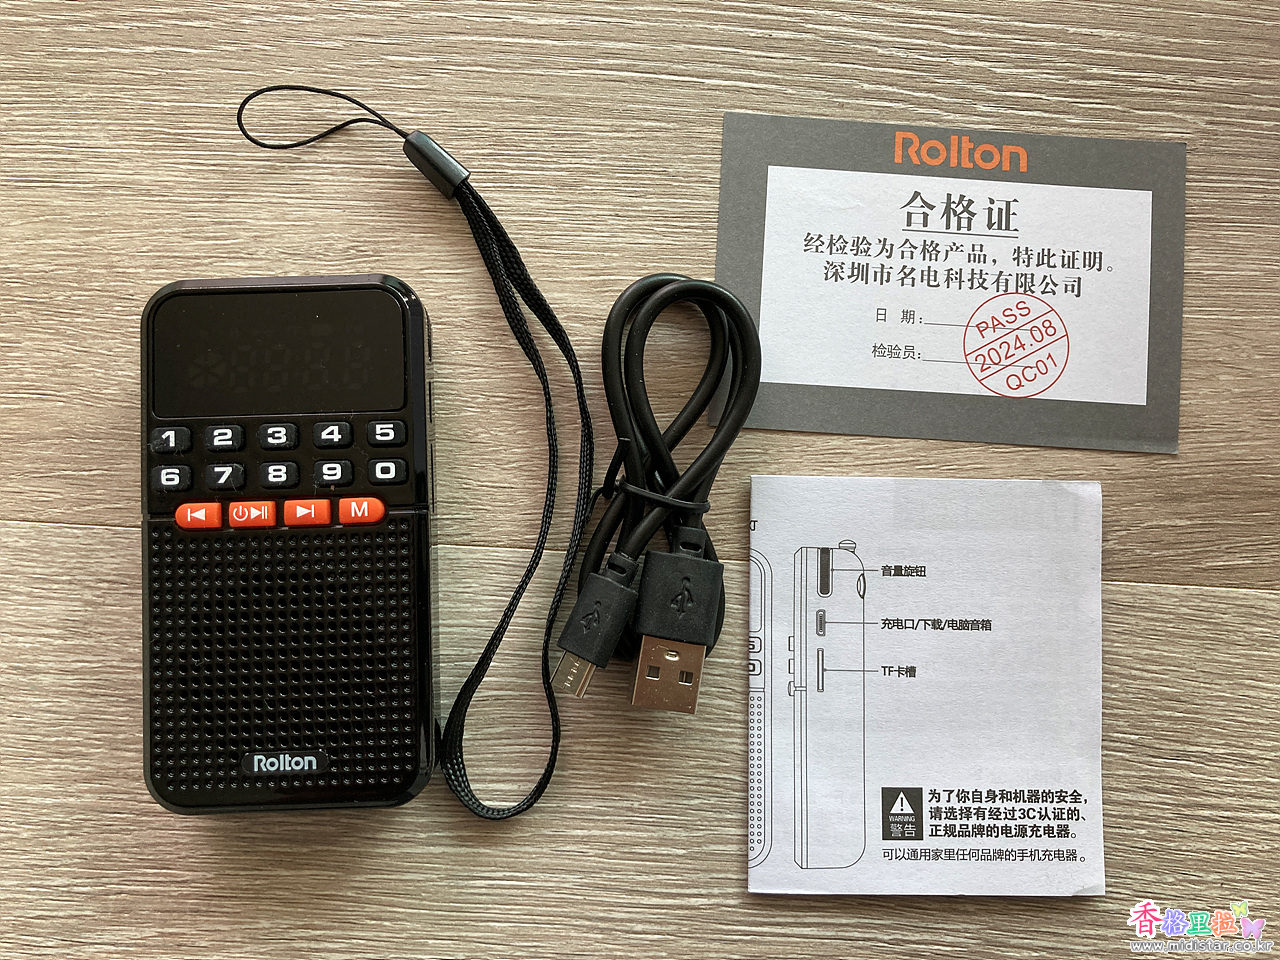 1 2 3 4 5
6 7 8 9 0
M
Rolton
Rolton
合格证
经检验为合格产品，特此证明。
深圳市名电科技有限公司
日 期:
检验员:
PASS
2024.08
QC01
音量旋钮
充电口/下载/电脑音箱
TF卡槽
WARNING
警告
为了你自身和机器的安全，
请选择有经过3C认证的、
正规品牌的电源充电器。
可以通用家里任何品牌的手机充电器。
香格里拉
www.midistar.co.kr